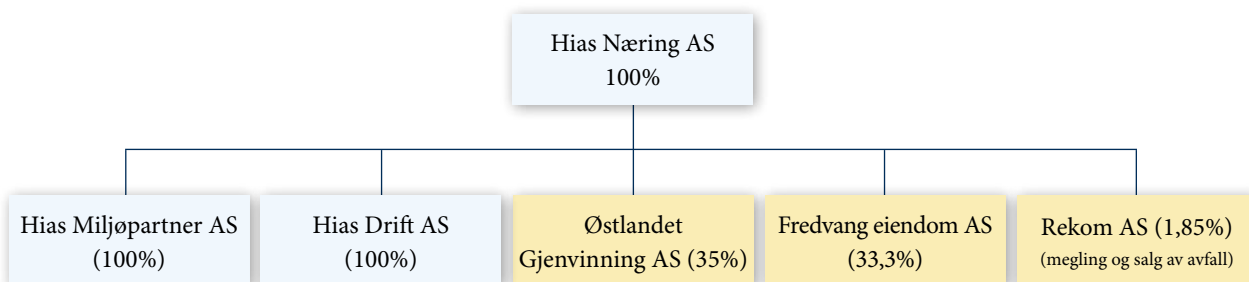 Hias Næring AS
100%
Hias Miljøpartner AS
(100%)
Hias Drift AS
(100%)
Østlandet
Gjenvinning AS (35%)
Fredvang eiendom AS
(33,3%)
Rekom AS (1,85%)
(megling og salg av avfall)